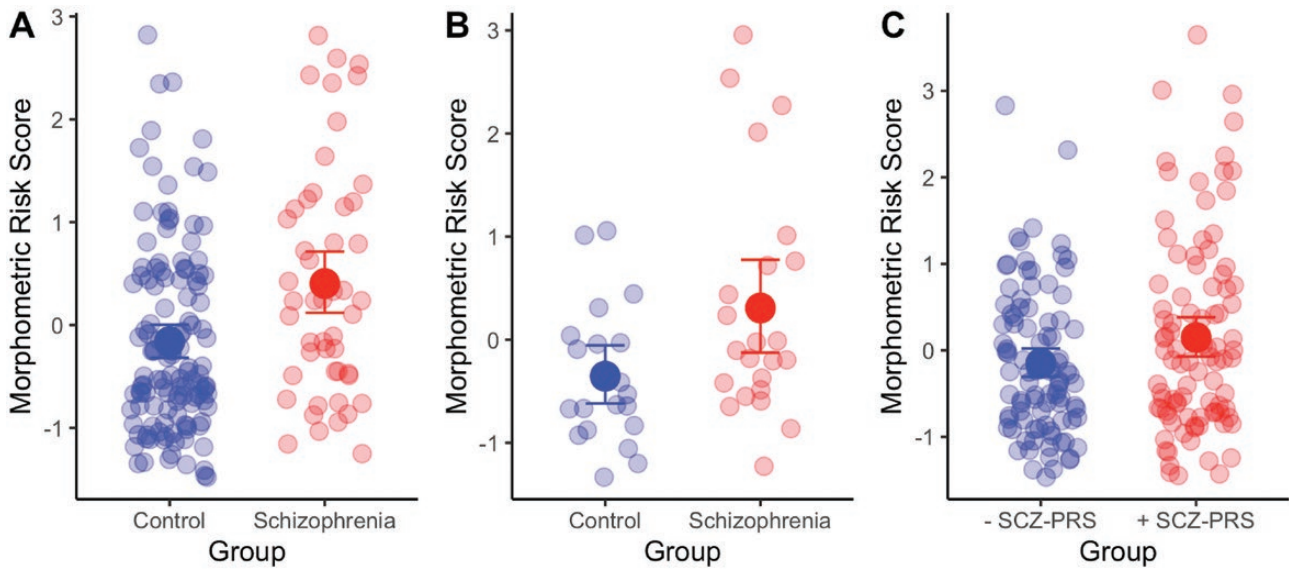 A
Morphometric Risk Score
3
2
1
0
-1
Control Schizophrenia
Group
B
Morphometric Risk Score
3
2
1
0
-1
Control Schizophrenia
Group
C
Morphometric Risk Score
3
2
1
0
-1
- SCZ-PRS + SCZ-PRS
Group